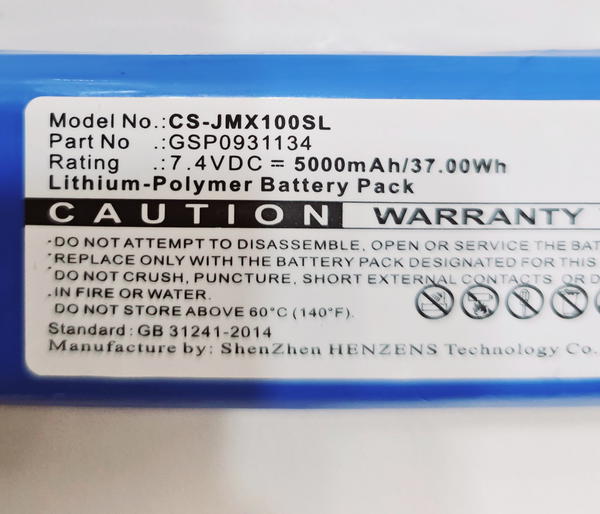 Model No.:CS-JMX100SL
Part No .:GSP0931134
Rating .:7.4VDC = 5000mAh/37.00Wh
Lithium-Polymer Battery Pack
CAUTION WARRANTY
·DO NOT ATTEMPT TO DISASSEMBLE, OPEN OR SERVICE THE BAT
·REPLACE ONLY WITH THE BATTERY PACK DESIGNATED FOR THIS
·DO NOT CRUSH, PUNCTURE, SHORT EXTERNAL CONTACTS OR D
.IN FIRE OR WATER.
DO NOT STORE ABOVE 60°C (140°F).
Standard:GB 31241-2014
Manufacture by: ShenZhen HENZENS Technology Co.